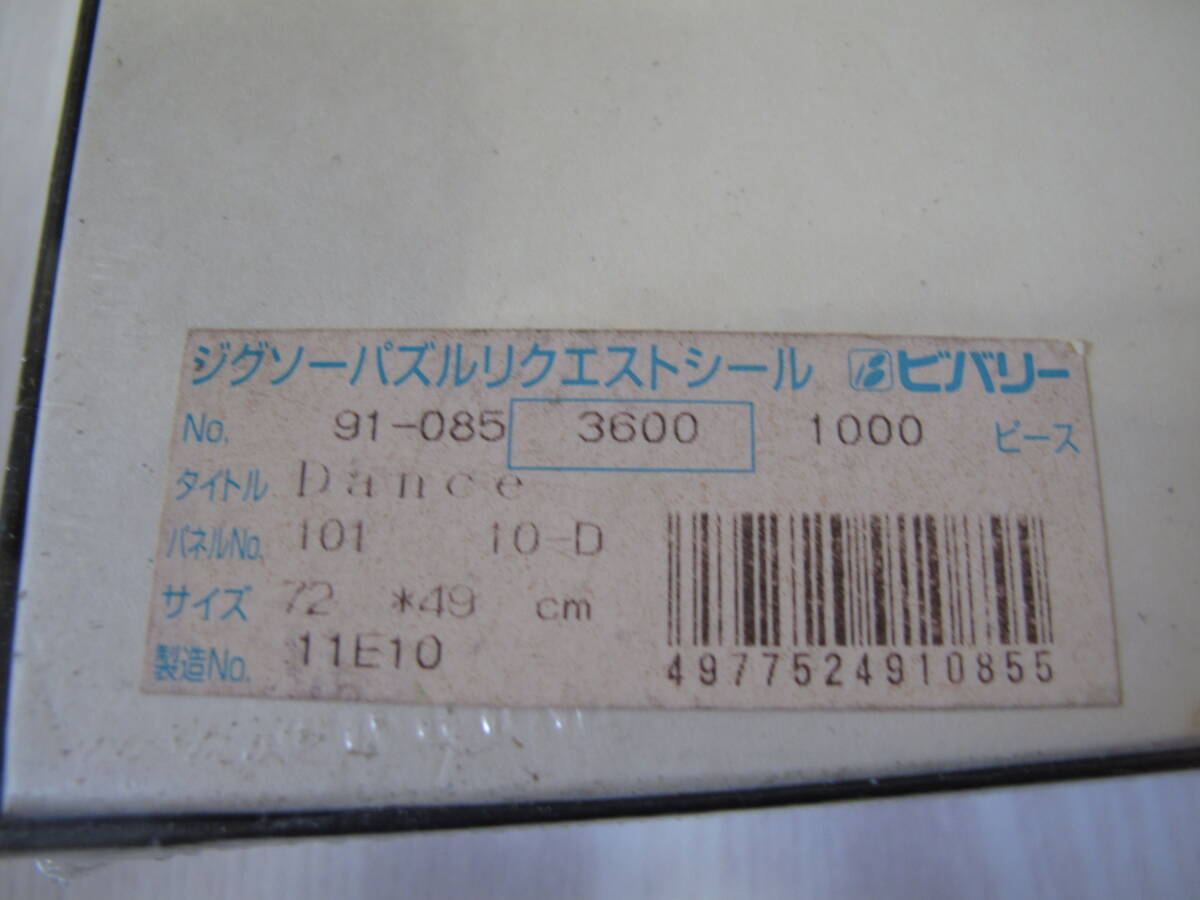 ジグソーパズルリクエストシール ビバリー
No. 91-085 3600 1000 ピース
タイトル Dance
パネルNo. 101 10-D
サイズ 72 *49 cm
製造No. 11E10
4977524910855